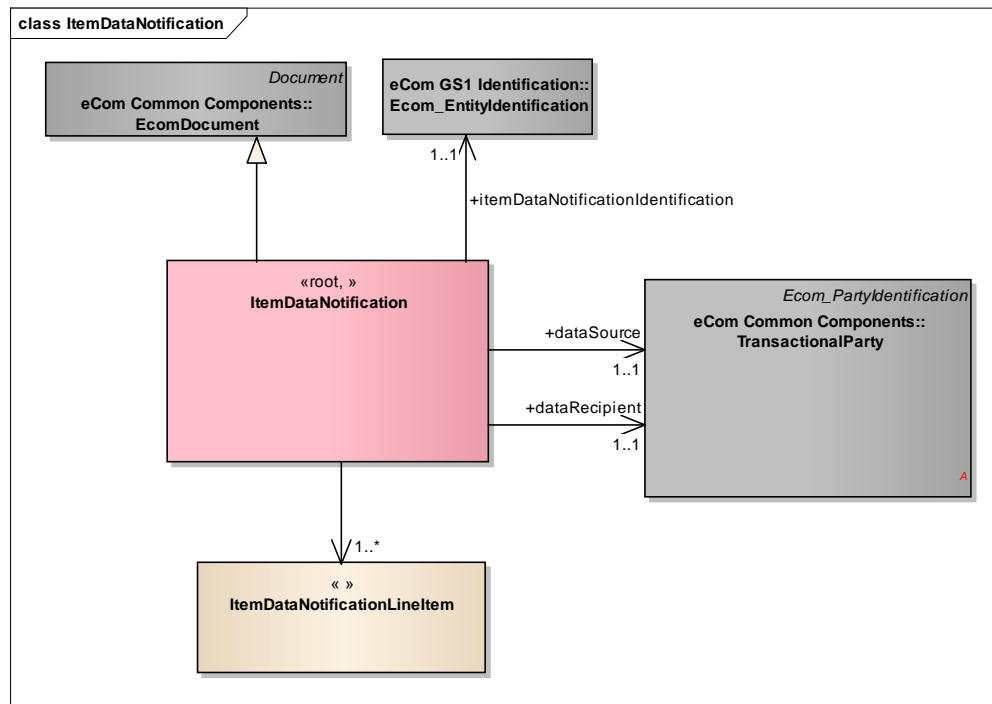 class ItemDataNotification
Document
eCom Common Components::
EcomDocument
eCom GS1 Identification::
Ecom_EntityIdentification
1..1
+itemDataNotificationIdentification
«root, »
ItemDataNotification
+dataSource
1..1
+dataRecipient
1..1
Ecom_PartyIdentification
eCom Common Components::
TransactionalParty
A
1..*
« »
ItemDataNotificationLineItem